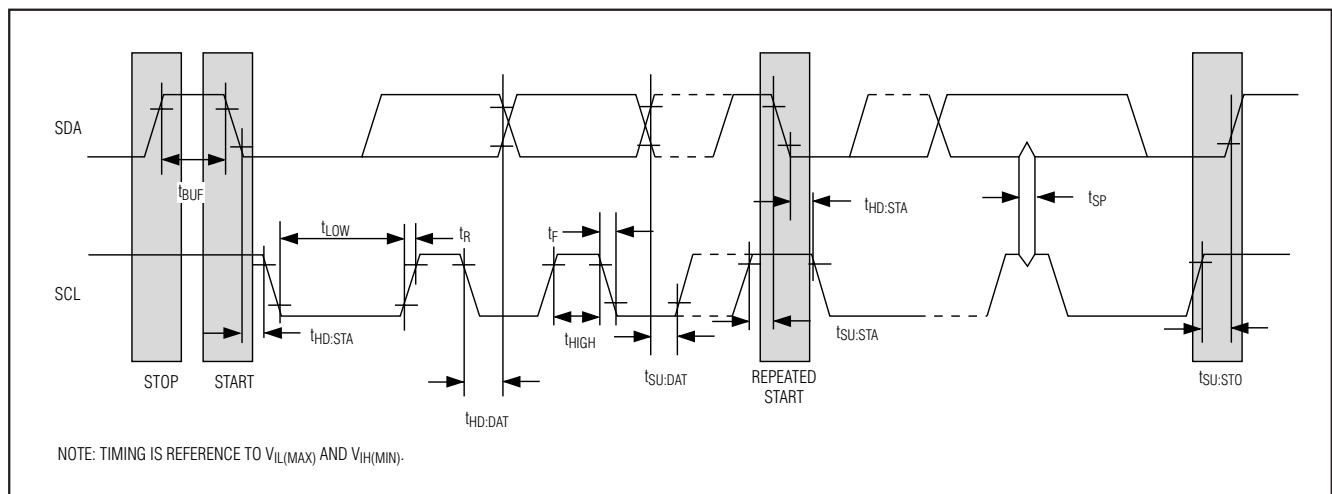 SDA
tBUF
tHD:STA
tSP
tLOW
tR
tF
SCL
tHD:STA
tHIGH
tSU:STA
STOP
START
tSU:DAT
REPEATED
START
tSU:STO
tHD:DAT
NOTE: TIMING IS REFERENCE TO VIL(MAX) AND VIH(MIN).